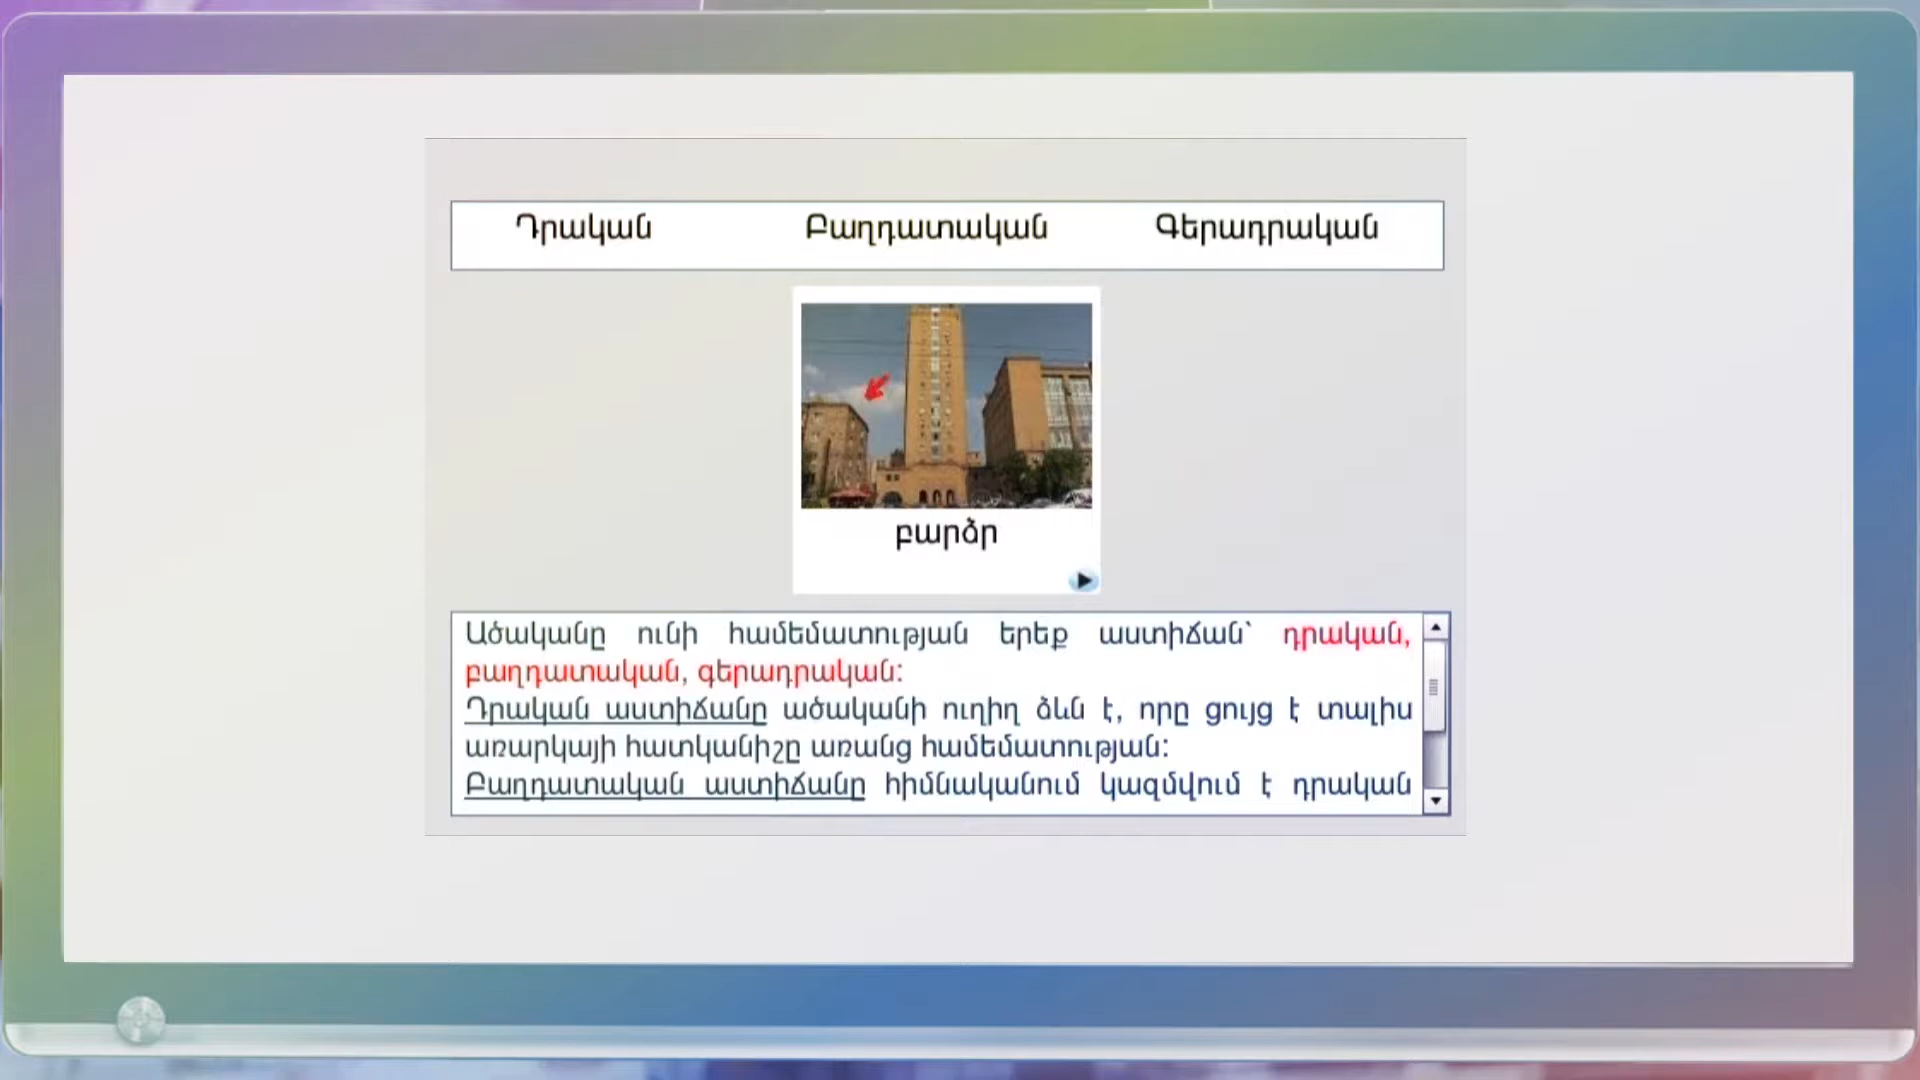 Դրական Բաղդատական Գերադրական
բարձր
Ածականը ունի համեմատության երեք աստիճան՝ դրական,
բաղդատական, գերադրական:
Դրական աստիճանը ածականի ուղիղ ձևն է, որը ցույց է տալիս
առարկայի հատկանիշը առանց համեմատության:
Բաղդատական աստիճանը հիմնականում կազմվում է դրական